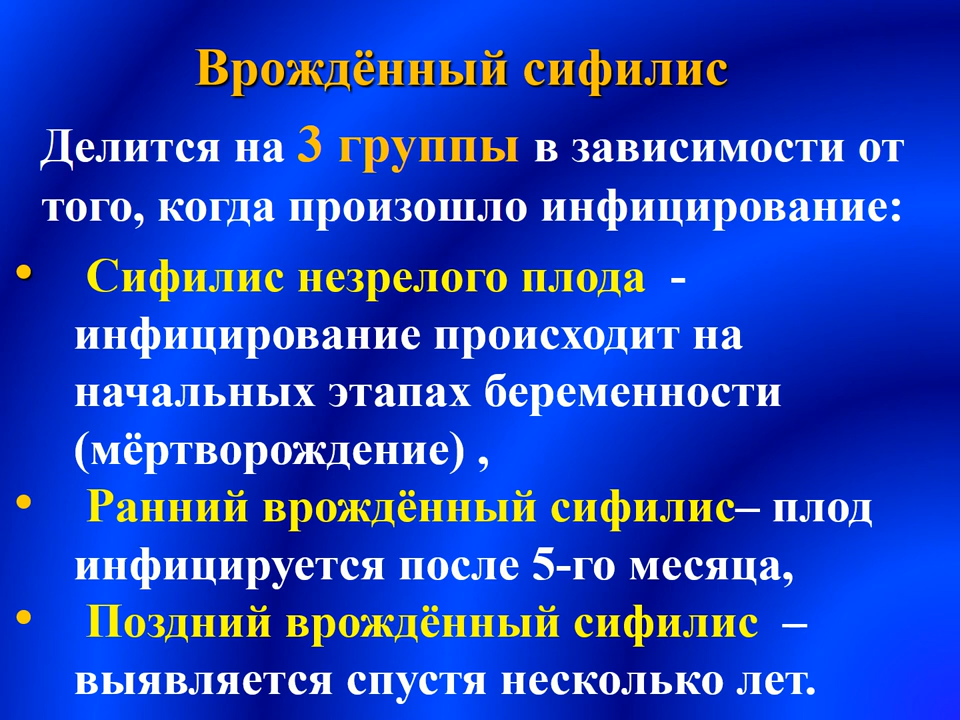 Врождённый сифилис
Делится на 3 группы в зависимости от
того, когда произошло инфицирование:
• Сифилис незрелого плода -
инфицирование происходит на
начальных этапах беременности
(мёртворождение) ,
• Ранний врождённый сифилис– плод
инфицируется после 5-го месяца,
• Поздний врождённый сифилис –
выявляется спустя несколько лет.